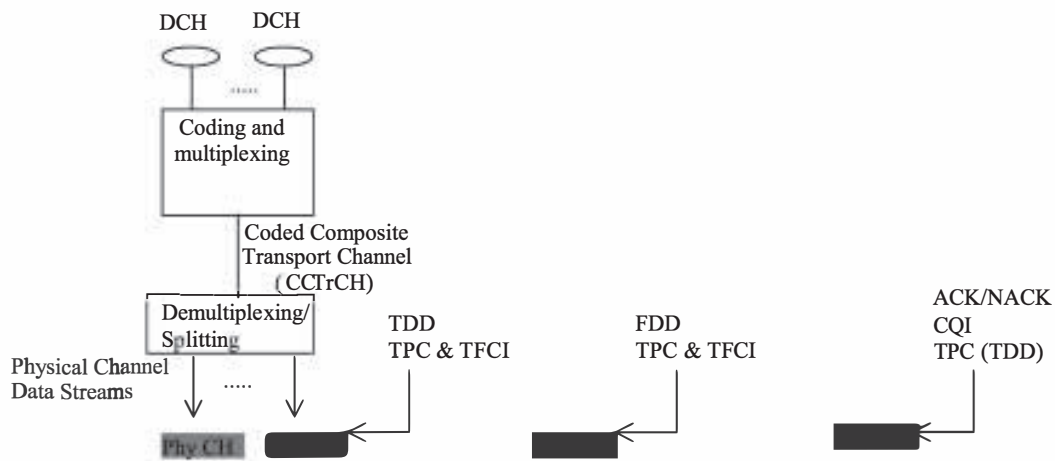 DCH DCH
.....
Coding and
multiplexing
Coded Composite
Transport Channel
(CCTrCH)
Demultiplexing/
Splitting
Physical Channel
Data Streams
.....
TDD
TPC & TFCI
FDD
TPC & TFCI
ACK/NACK
CQI
TPC (TDD)
Phy CH